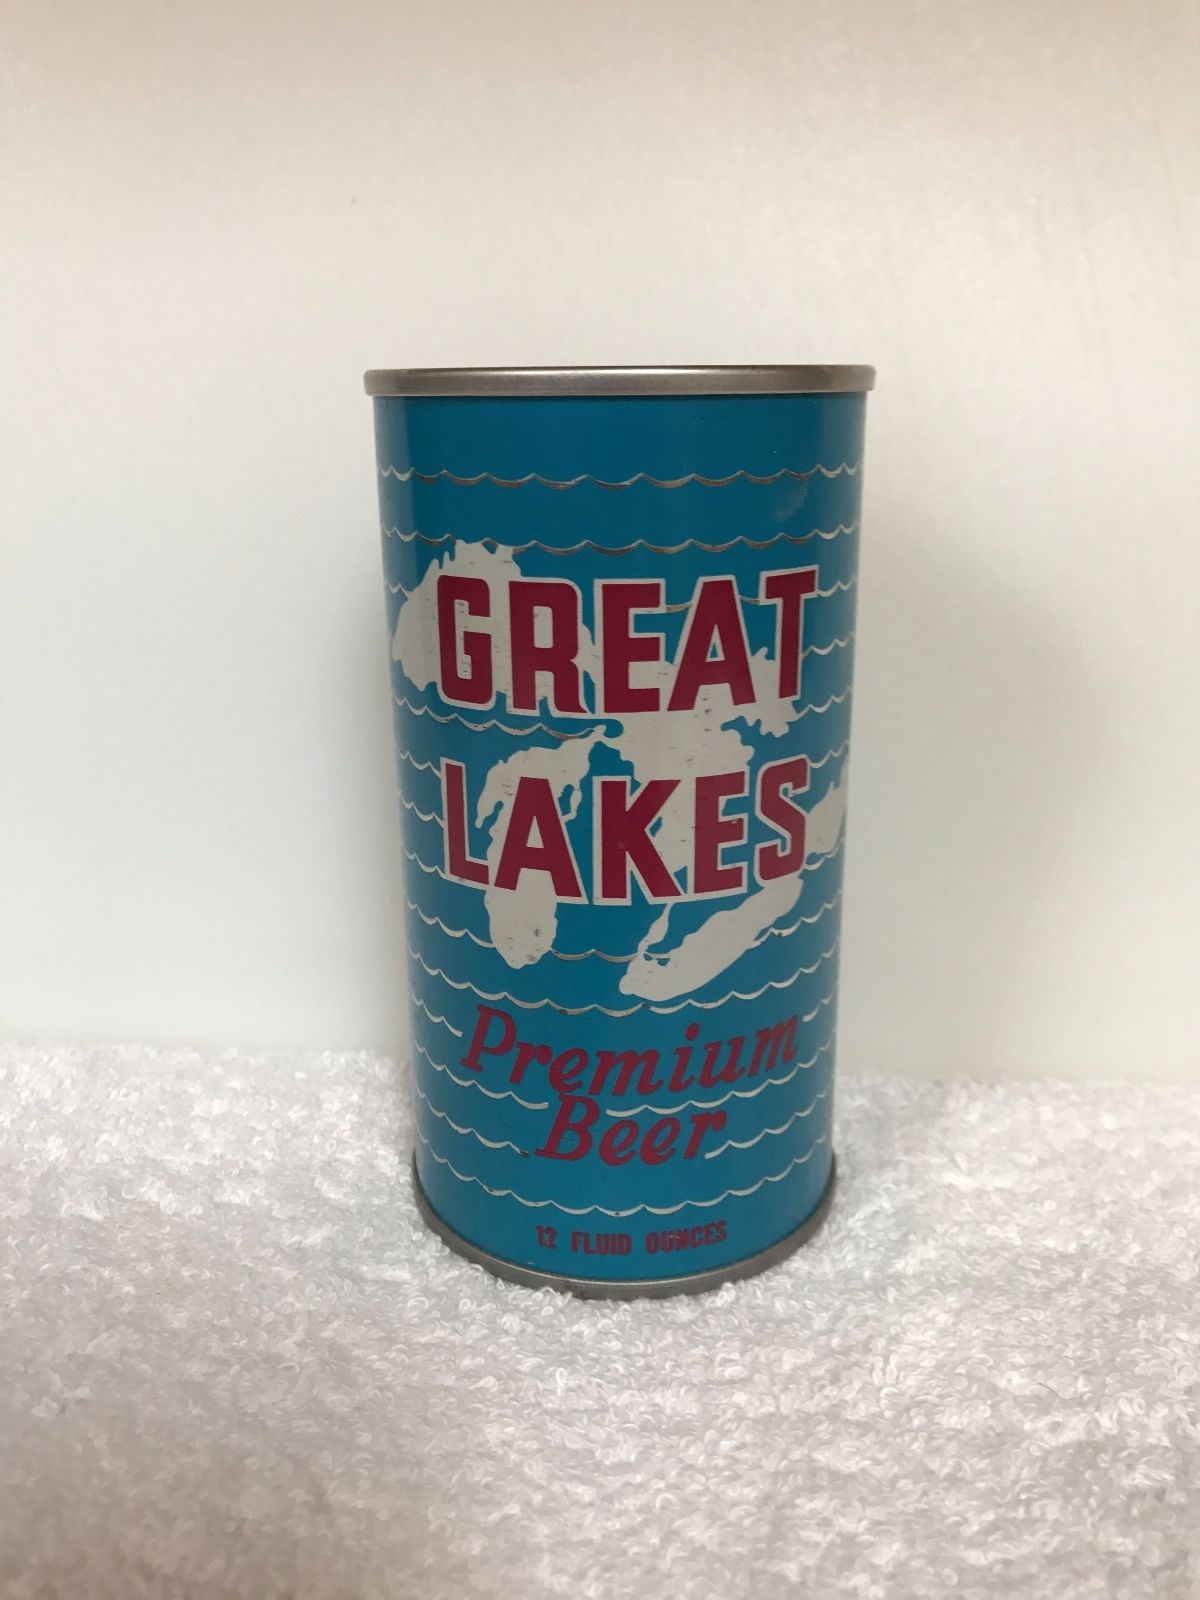 GREAT
LAKES
Premium
Beer
12 FLUID OUNCES